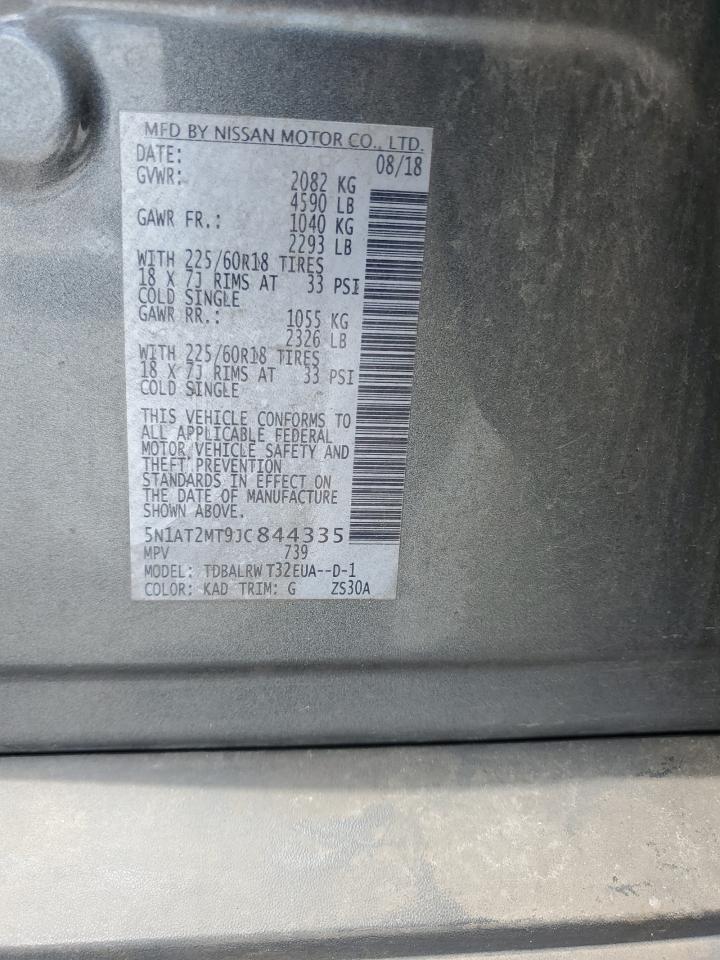 MFD BY NISSAN MOTOR CO., LTD.
DATE: 08/18
GVWR: 2082 KG
4590 LB
GAWR FR.: 1040 KG
2293 LB
WITH 225/60R18 TIRES
18 X 7J RIMS AT 33 PSI
COLD SINGLE
GAWR RR.: 1055 KG
2326 LB
WITH 225/60R18 TIRES
18 X 7J RIMS AT 33 PSI
COLD SINGLE
THIS VEHICLE CONFORMS TO
ALL APPLICABLE FEDERAL
MOTOR VEHICLE SAFETY AND
THEFT PREVENTION
STANDARDS IN EFFECT ON
THE DATE OF MANUFACTURE
SHOWN ABOVE.
5N1AT2MT9JC844335
MPV 739
MODEL: TDBALRW T32EUA--D-1
COLOR: KAD TRIM: G ZS30A